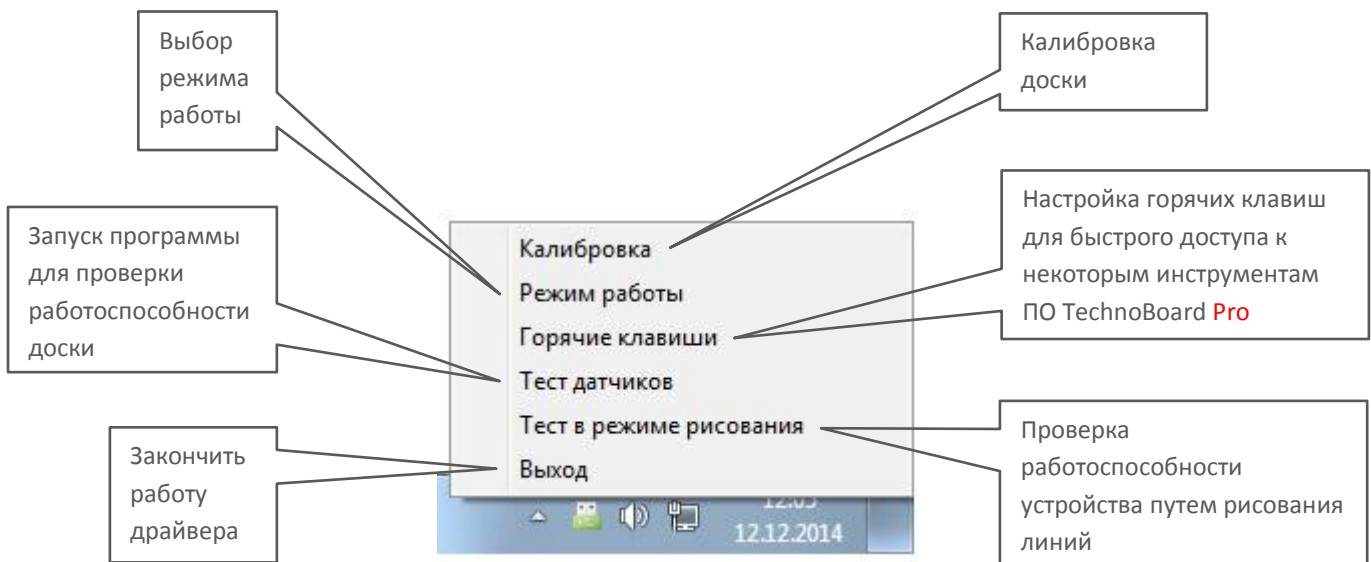 Выбор
режима
работы
Калибровка
доски
Запуск программы
для проверки
работоспособности
доски
Настройка горячих клавиш
для быстрого доступа к
некоторым инструментам
ПО TechnoBoard Pro
Калибровка
Режим работы
Горячие клавиши
Тест датчиков
Тест в режиме рисования
Выход
Закончить
работу
драйвера
Проверка
работоспособности
устройства путем рисования
линий
12.12.2014